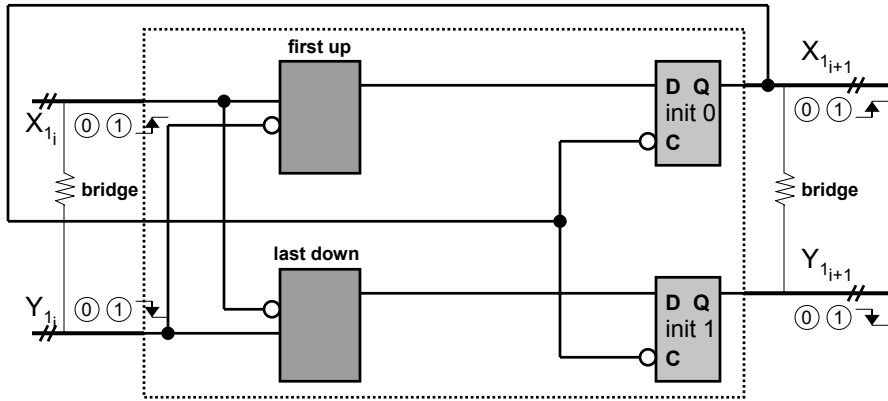 first up
X1i+1
D Q
init 0
C
X1i
0 1
0 1
bridge
bridge
last down
Y1i+1
Y1i
0 1
D Q
init 1
C
0 1